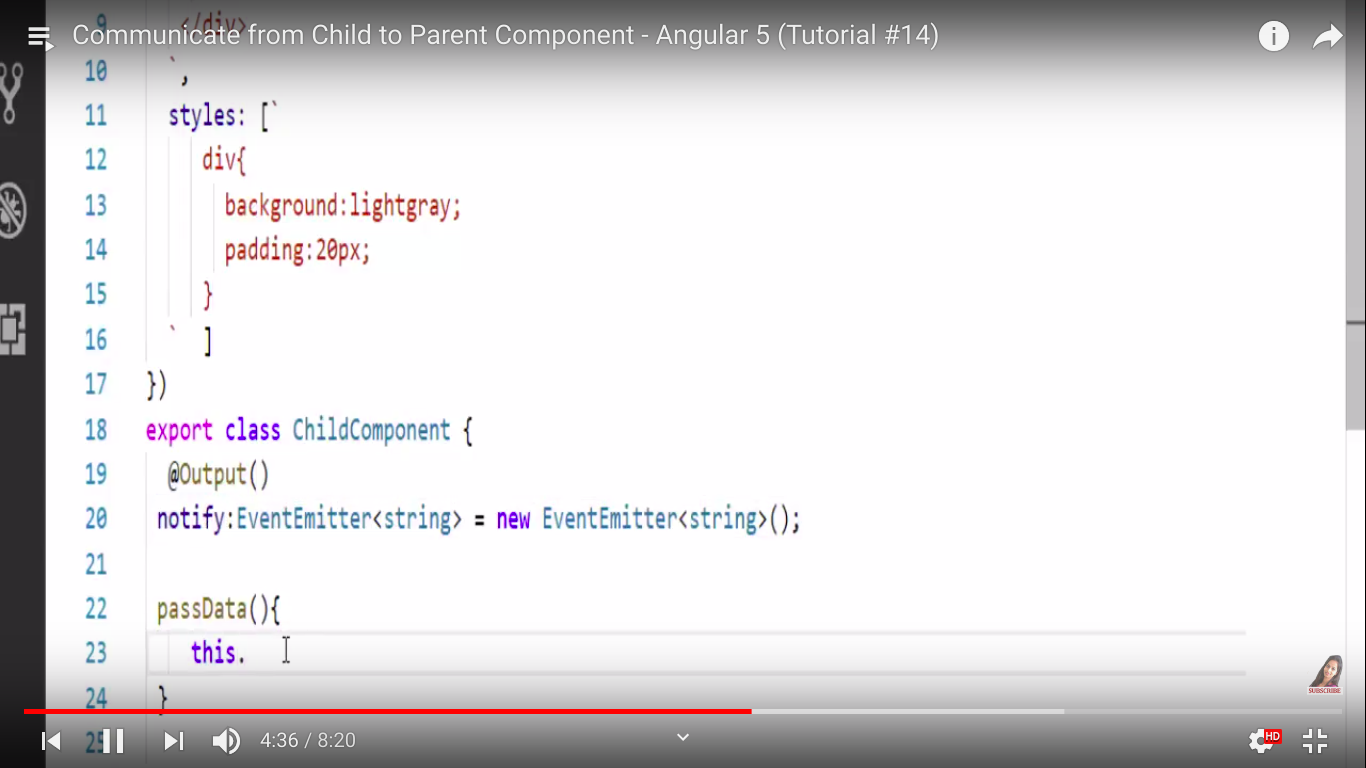 9 </div>
Communicate from Child to Parent Component - Angular 5 (Tutorial #14)
10 `,
11 styles: [`
12 div{
13 background:lightgray;
14 padding:20px;
15 }
16 ` ]
17 })
18 export class ChildComponent {
19 @Output()
20 notify:EventEmitter<string> = new EventEmitter<string>();
21
22 passData(){
23 this.
24 }
SUBSCRIBE
25
4:36 / 8:20
HD